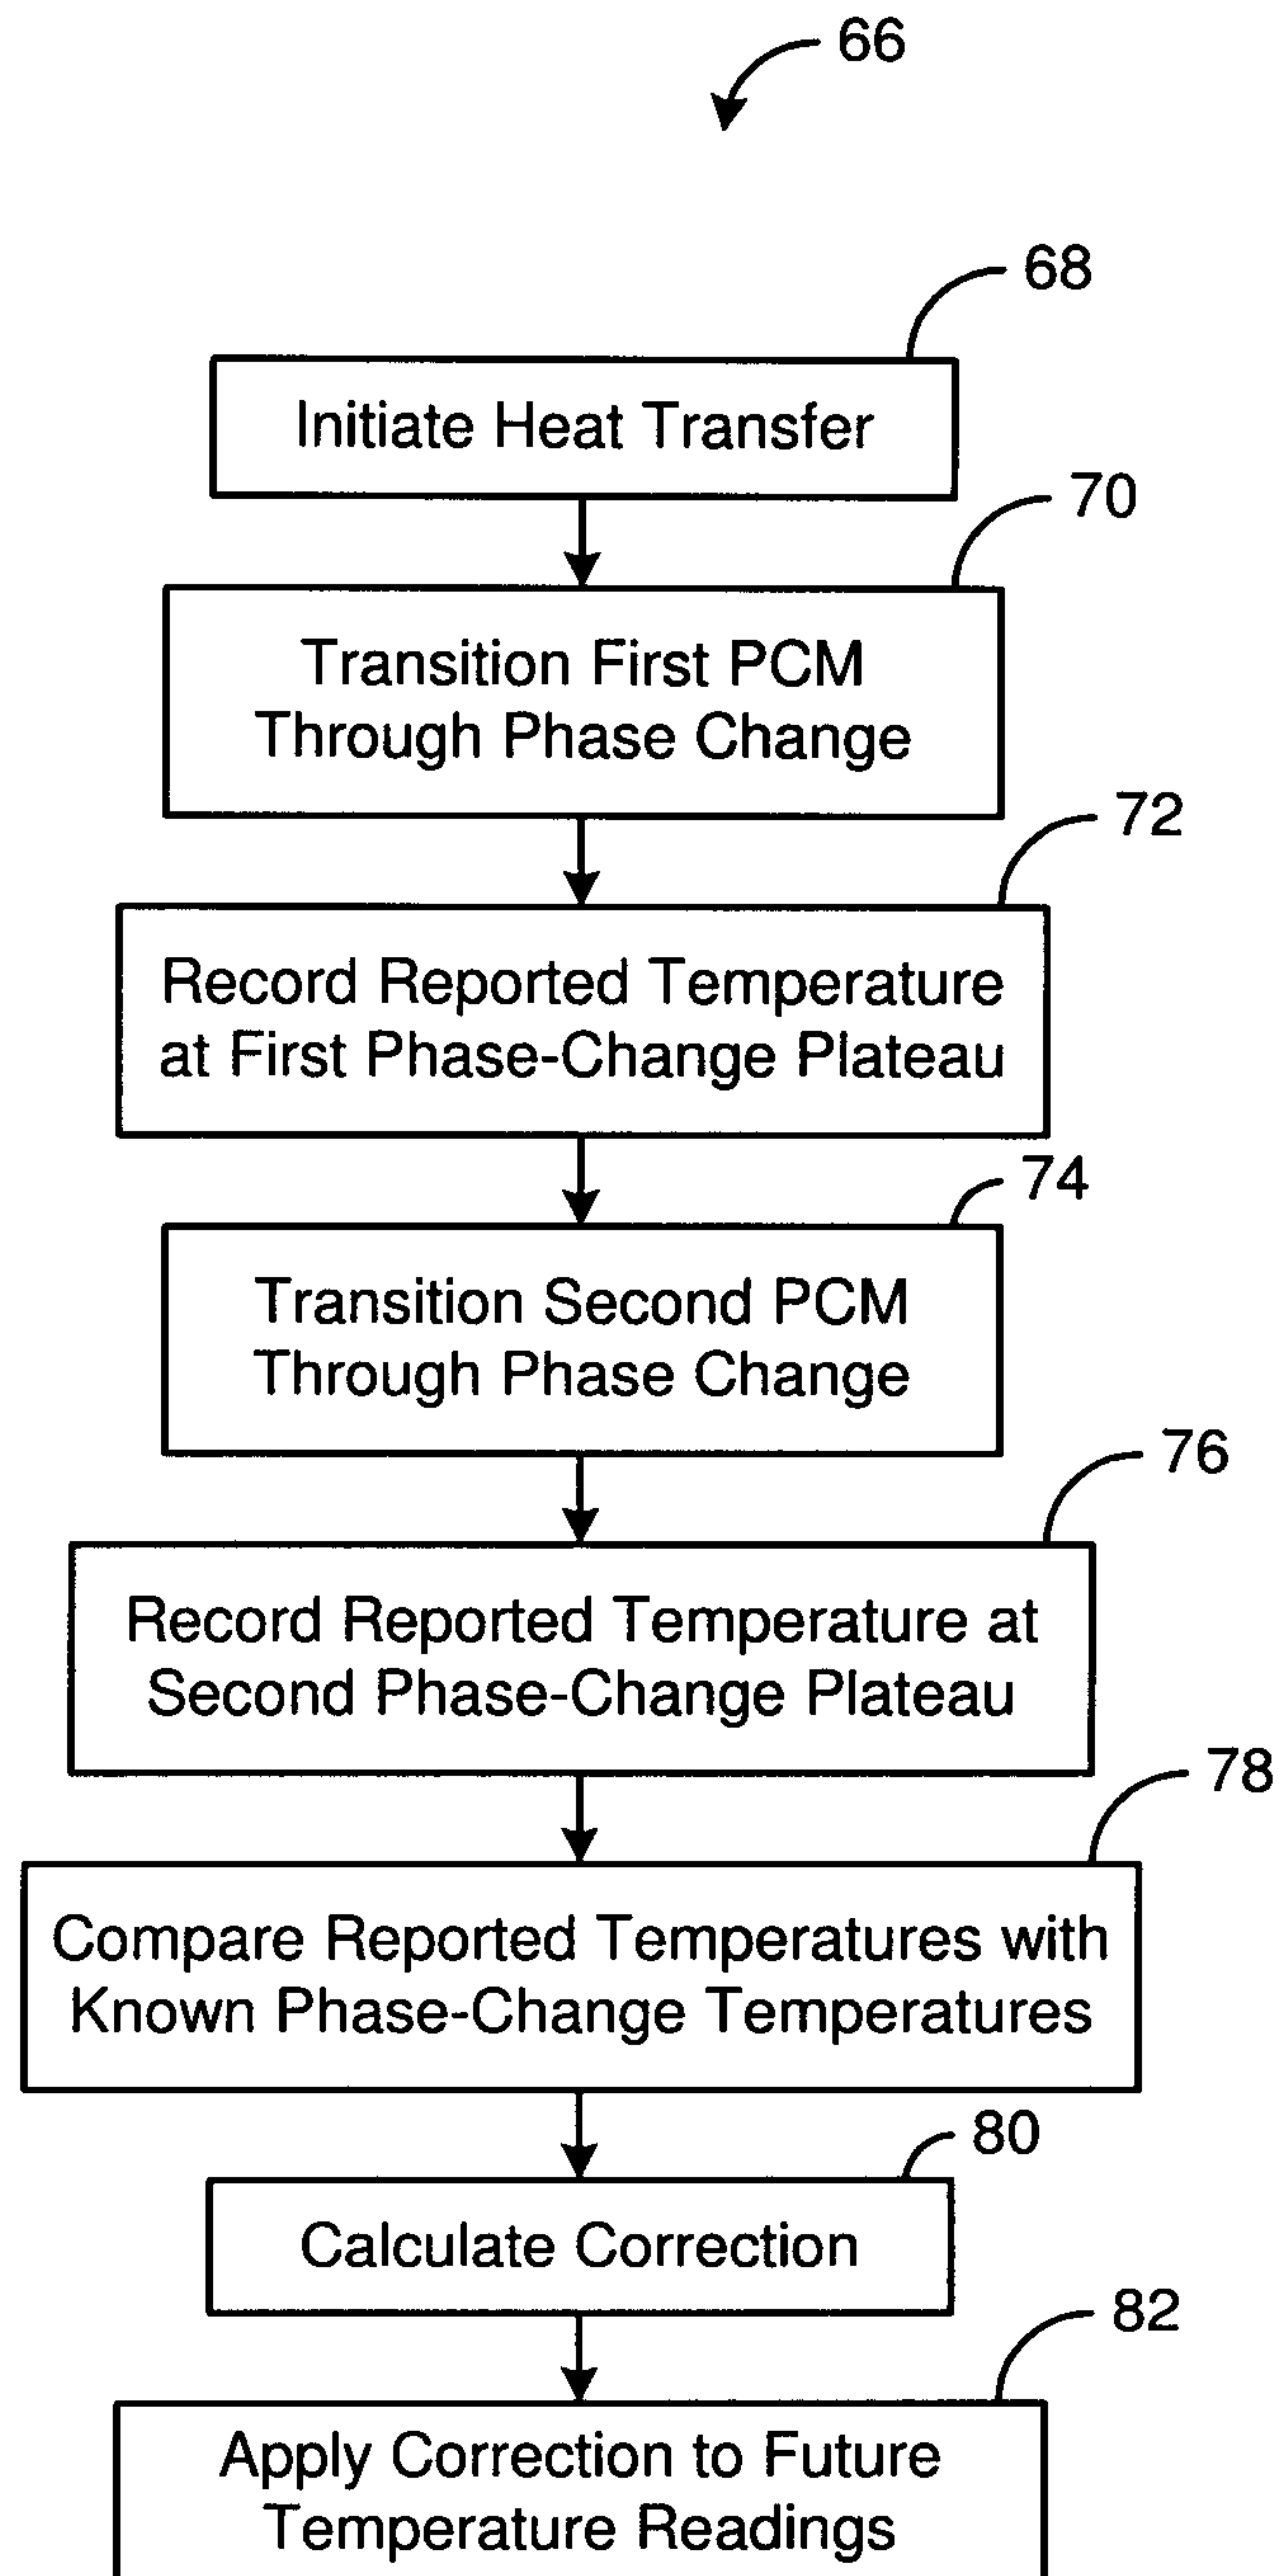 66
68
Initiate Heat Transfer
70
Transition First PCM
Through Phase Change
72
Record Reported Temperature
at First Phase-Change Plateau
74
Transition Second PCM
Through Phase Change
76
Record Reported Temperature at
Second Phase-Change Plateau
78
Compare Reported Temperatures with
Known Phase-Change Temperatures
80
Calculate Correction
82
Apply Correction to Future
Temperature Readings